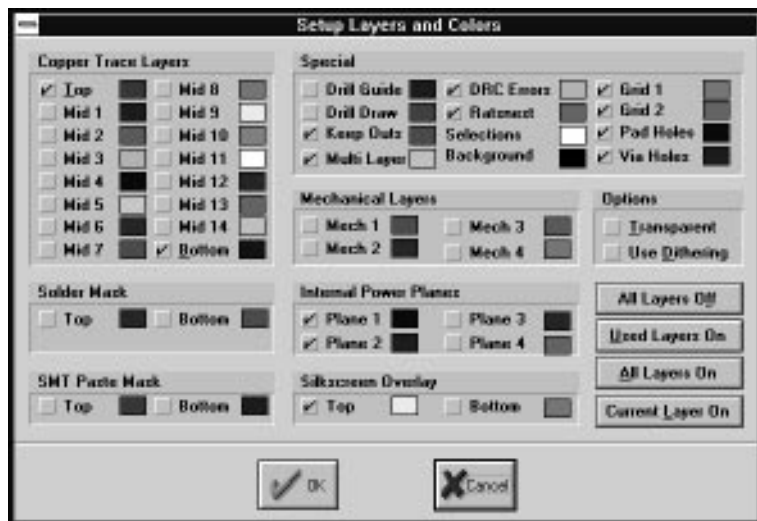 Setup Layers and Colors
Copper Trace Layers
Top Mid 8
Mid 1 Mid 9
Mid 2 Mid 10
Mid 3 Mid 11
Mid 4 Mid 12
Mid 5 Mid 13
Mid 6 Mid 14
Mid 7 Bottom
Special
Drill Guide DRC Errors Grid 1
Drill Draw Ratsnest Grid 2
Keep Outs Selections Pad Holes
Multi Layer Background Via Holes
Mechanical Layers
Mech 1 Mech 3
Mech 2 Mech 4
Options
Transparent
Use Dithering
Solder Mask
Top Bottom
Internal Power Planes
Plane 1 Plane 3
Plane 2 Plane 4
All Layers Off
Used Layers On
All Layers On
Current Layer On
SMT Paste Mask
Top Bottom
Silkscreen Overlay
Top Bottom
OK Cancel